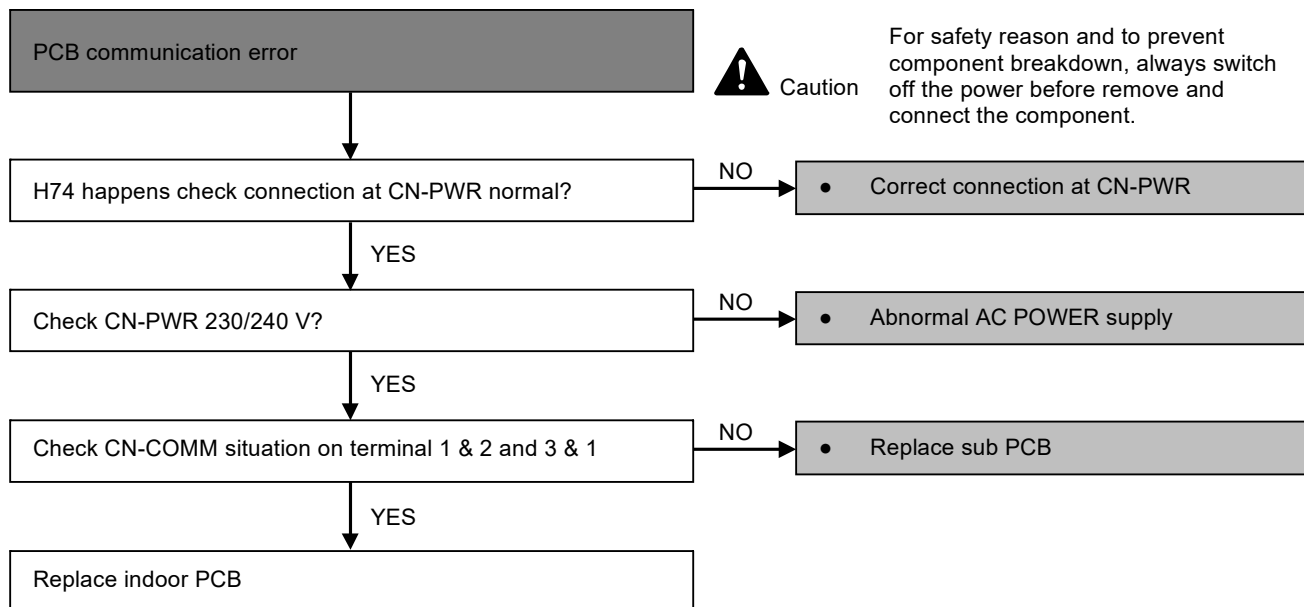 PCB communication error
Caution
For safety reason and to prevent
component breakdown, always switch
off the power before remove and
connect the component.
H74 happens check connection at CN-PWR normal?
NO
● Correct connection at CN-PWR
YES
Check CN-PWR 230/240 V?
NO
● Abnormal AC POWER supply
YES
Check CN-COMM situation on terminal 1 & 2 and 3 & 1
NO
● Replace sub PCB
YES
Replace indoor PCB